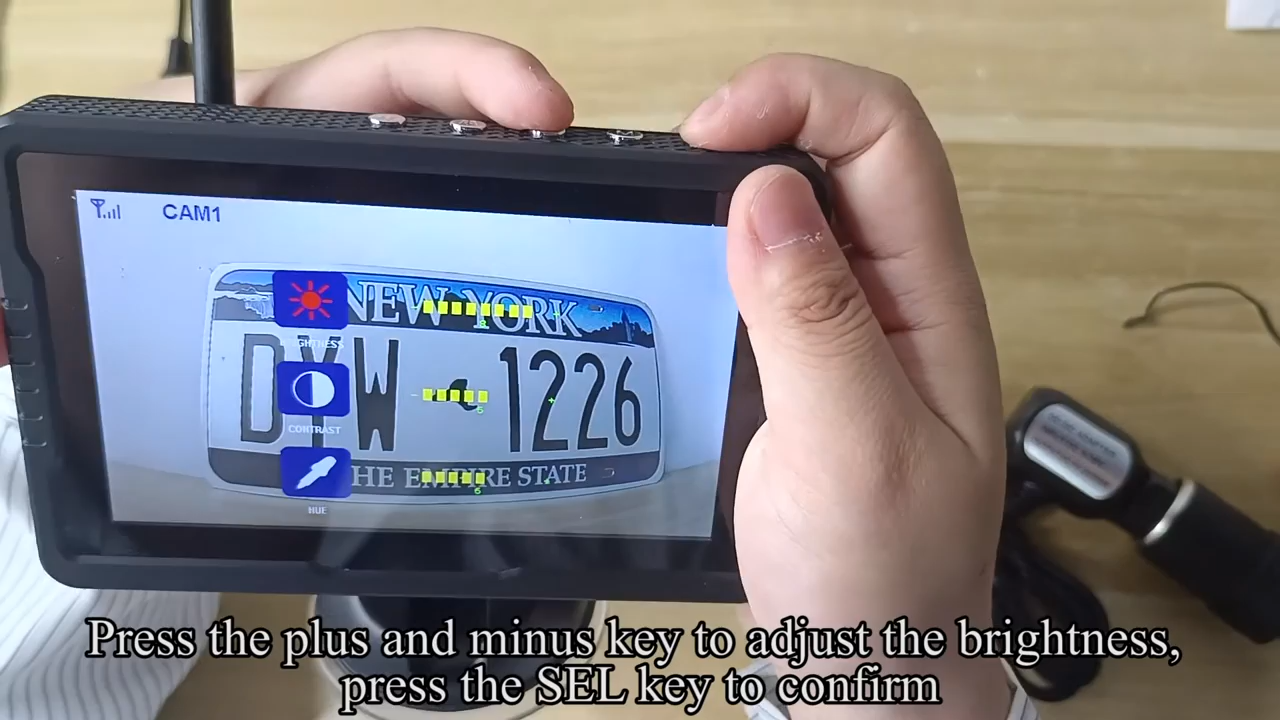 CAM1
NEW YORK
BRIGHTNESS
DYW 1226
5
CONTRAST
THE EMPIRE STATE
HUE
Press the plus and minus key to adjust the brightness,
press the SEL key to confirm